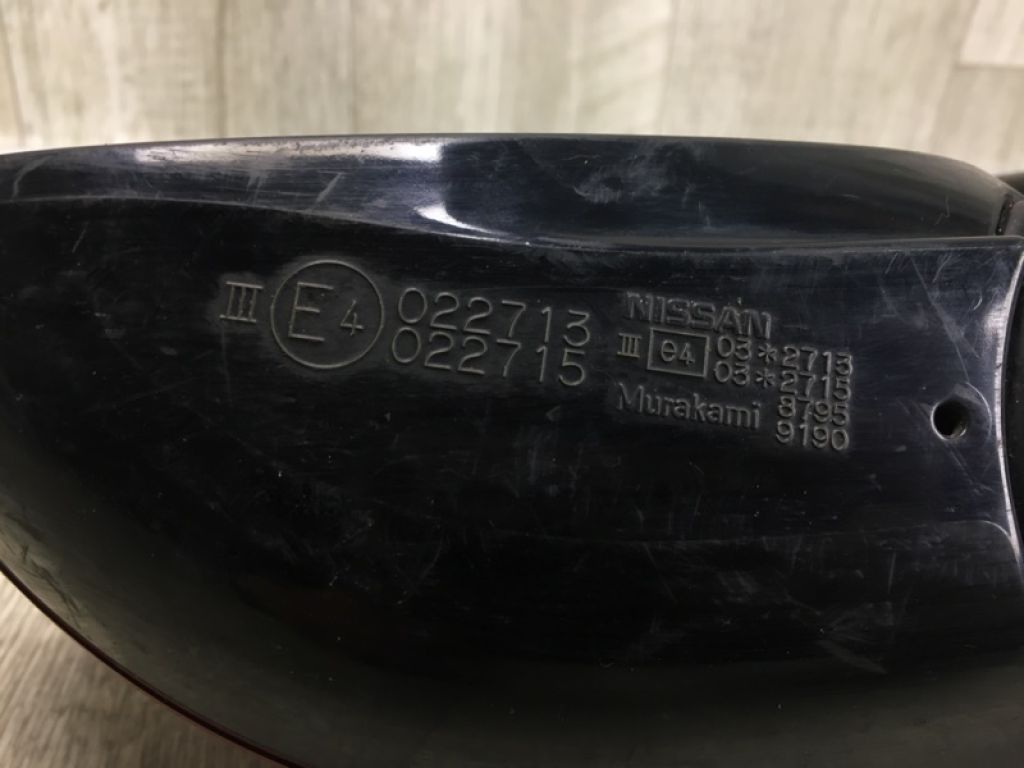 III E4 022713
022715
NISSAN
III e4 03*2713
03*2715
Murakami 8795
9190